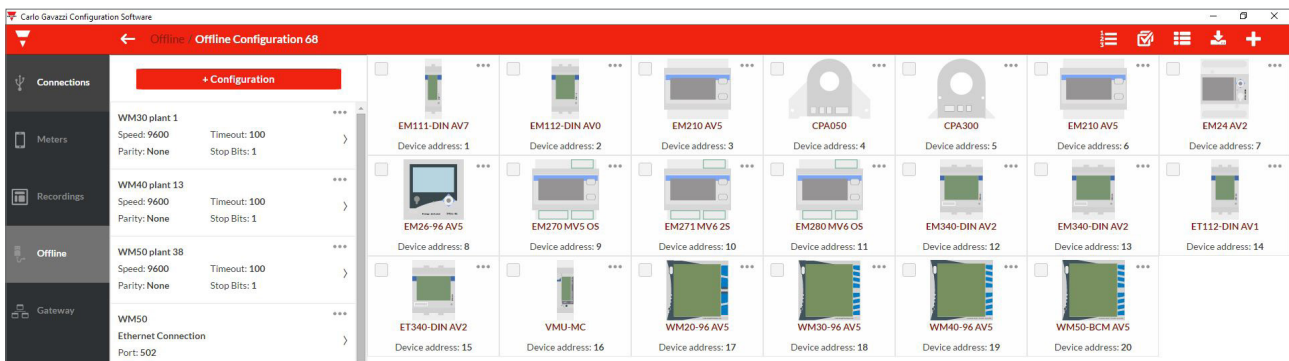 Carlo Gavazzi Configuration Software
Offline / Offline Configuration 68
Connections
Meters
Recordings
Offline
Gateway
+ Configuration
WM30 plant 1
Speed: 9600 Timeout: 100
Parity: None Stop Bits: 1
WM40 plant 13
Speed: 9600 Timeout: 100
Parity: None Stop Bits: 1
WM50 plant 38
Speed: 9600 Timeout: 100
Parity: None Stop Bits: 1
WM50
Ethernet Connection
Port: 502
EM111-DIN AV7
Device address: 1
EM112-DIN AV0
Device address: 2
EM210 AV5
Device address: 3
CPA050
Device address: 4
CPA300
Device address: 5
EM210 AV5
Device address: 6
EM24 AV2
Device address: 7
EM26-96 AV5
Device address: 8
EM270 MV5 OS
Device address: 9
EM271 MV6 2S
Device address: 10
EM280 MV6 OS
Device address: 11
EM340-DIN AV2
Device address: 12
EM340-DIN AV2
Device address: 13
ET112-DIN AV1
Device address: 14
ET340-DIN AV2
Device address: 15
VMU-MC
Device address: 16
WM20-96 AV5
Device address: 17
WM30-96 AV5
Device address: 18
WM40-96 AV5
Device address: 19
WM50-BCM AV5
Device address: 20